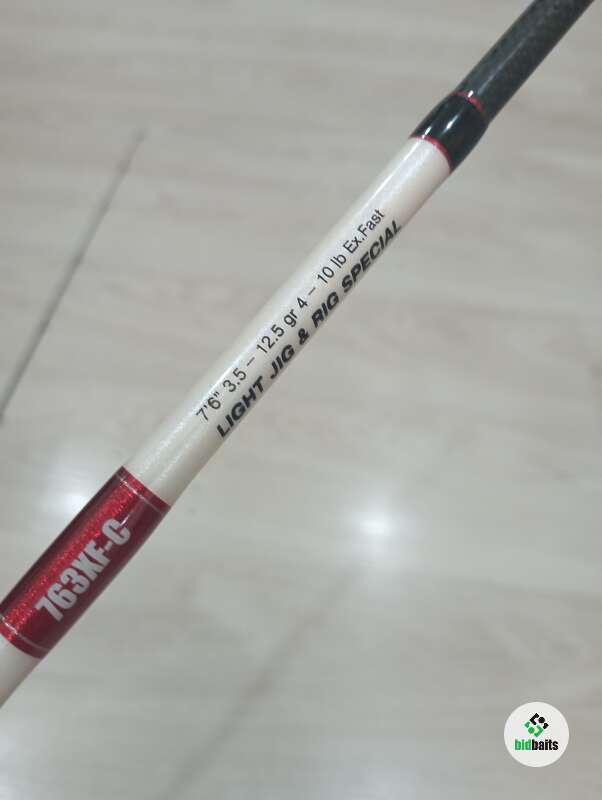 7'6" 3.5 – 12.5 gr 4 – 10 lb Ex.Fast
LIGHT JIG & RIG SPECIAL
763XF-C
bidbaits